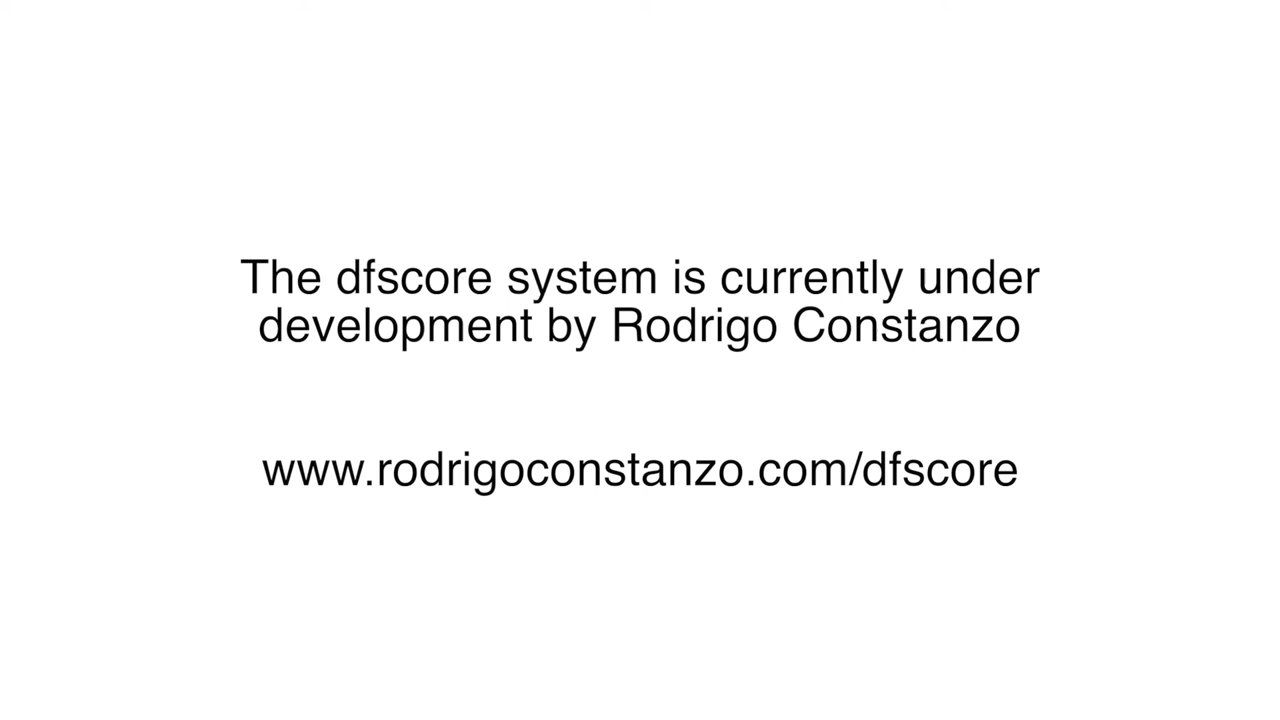 The dfscore system is currently under
development by Rodrigo Constanzo
www.rodrigoconstanzo.com/dfscore